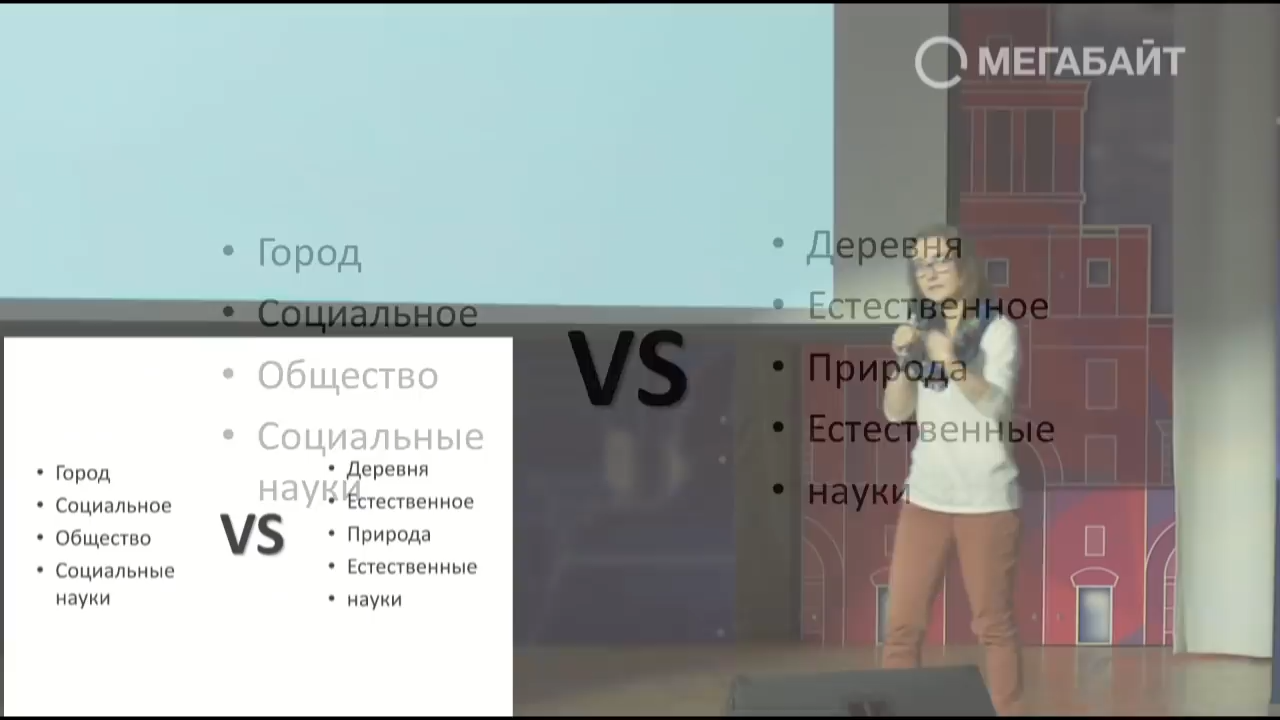 МЕГАБАЙТ
• Город
• Социальное
• Общество
• Социальные
науки
VS
• Деревня
• Естественное
• Природа
• Естественные
• науки
• Город
• Социальное
• Общество
• Социальные
науки
VS
• Деревня
• Естественное
• Природа
• Естественные
• науки